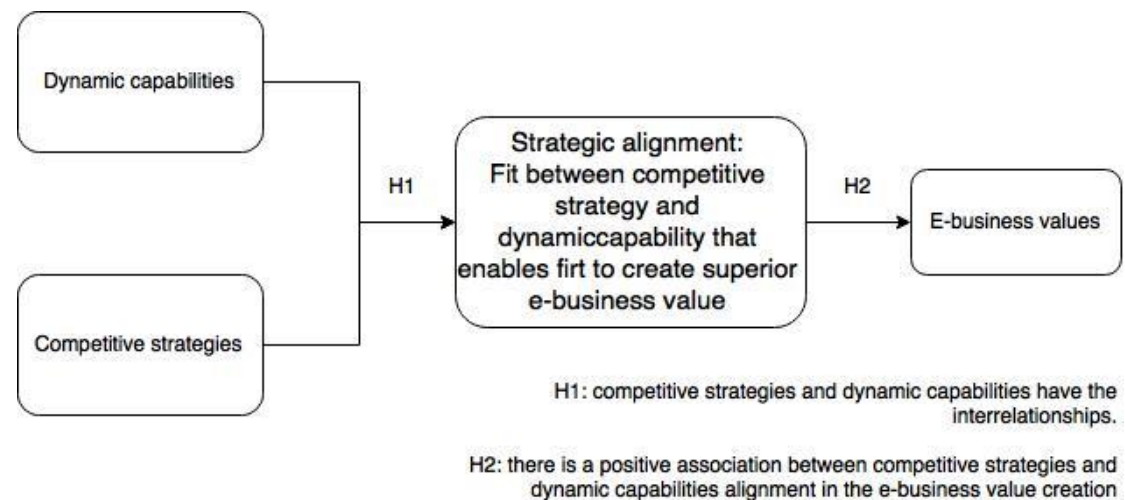 Dynamic capabilities
Competitive strategies
H1
Strategic alignment:
Fit between competitive
strategy and
dynamiccapability that
enables firt to create superior
e-business value
H2
E-business values
H1: competitive strategies and dynamic capabilities have the
interrelationships.
H2: there is a positive association between competitive strategies and
dynamic capabilities alignment in the e-business value creation